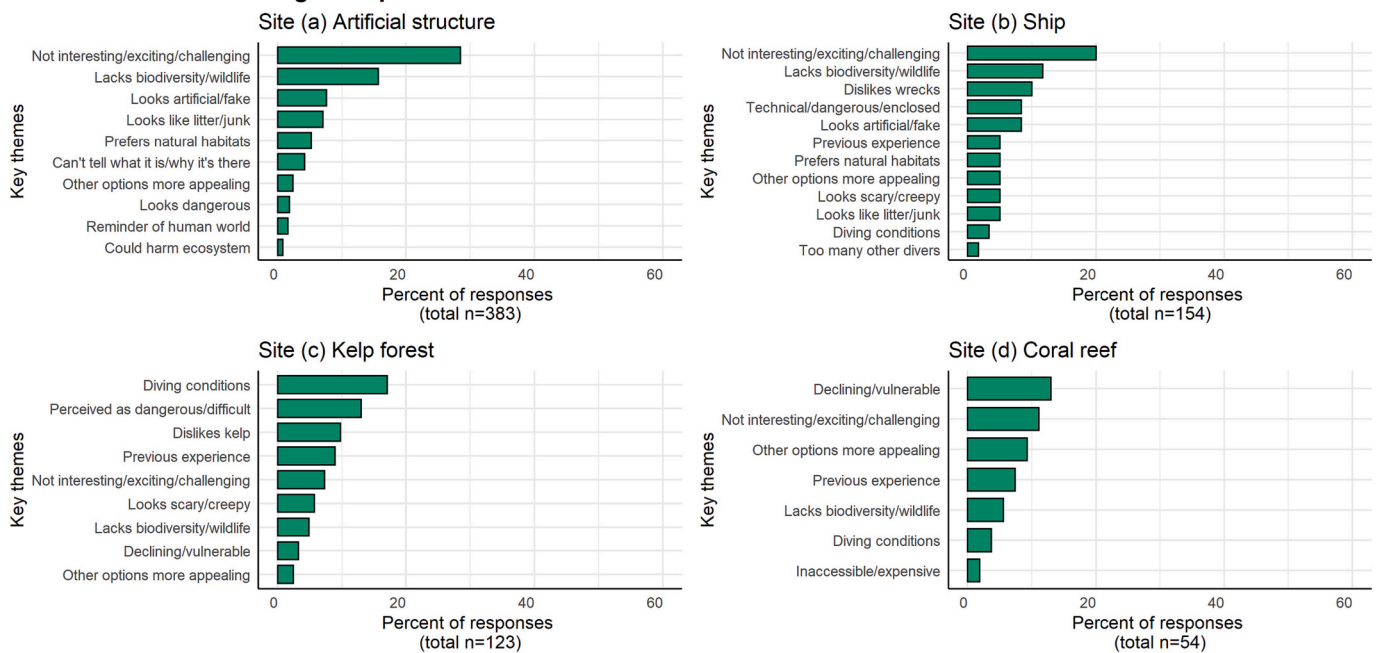 Site (a) Artificial structure
Key themes
Not interesting/exciting/challenging
Lacks biodiversity/wildlife
Looks artificial/fake
Looks like litter/junk
Prefers natural habitats
Can't tell what it is/why it's there
Other options more appealing
Looks dangerous
Reminder of human world
Could harm ecosystem
0 20 40 60
Percent of responses
(total n=383)
Site (b) Ship
Key themes
Not interesting/exciting/challenging
Lacks biodiversity/wildlife
Dislikes wrecks
Technical/dangerous/enclosed
Looks artificial/fake
Previous experience
Prefers natural habitats
Other options more appealing
Looks scary/creepy
Looks like litter/junk
Diving conditions
Too many other divers
0 20 40 60
Percent of responses
(total n=154)
Site (c) Kelp forest
Key themes
Diving conditions
Perceived as dangerous/difficult
Dislikes kelp
Previous experience
Not interesting/exciting/challenging
Looks scary/creepy
Lacks biodiversity/wildlife
Declining/vulnerable
Other options more appealing
0 20 40 60
Percent of responses
(total n=123)
Site (d) Coral reef
Key themes
Declining/vulnerable
Not interesting/exciting/challenging
Other options more appealing
Previous experience
Lacks biodiversity/wildlife
Diving conditions
Inaccessible/expensive
0 20 40 60
Percent of responses
(total n=54)